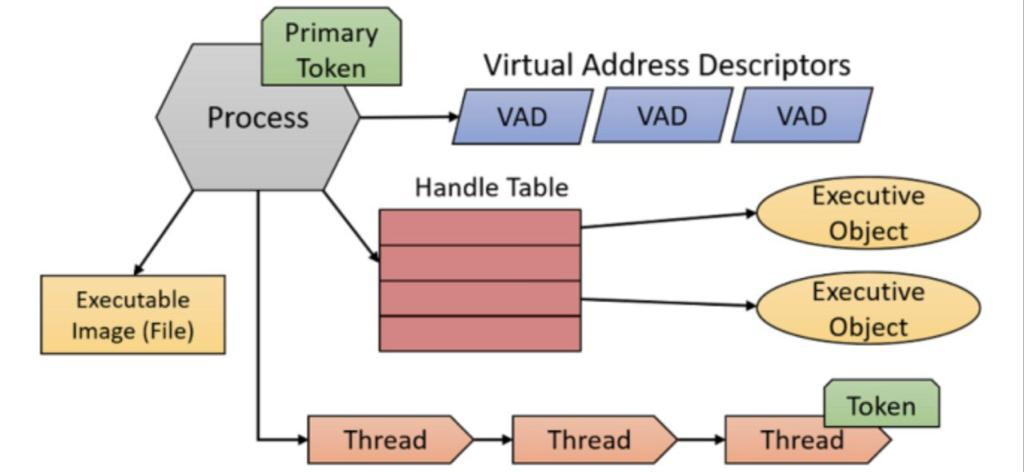 Primary
Token
Process
Virtual Address Descriptors
VAD
VAD
VAD
Handle Table
Executive
Object
Executive
Object
Executable
Image (File)
Token
Thread
Thread
Thread